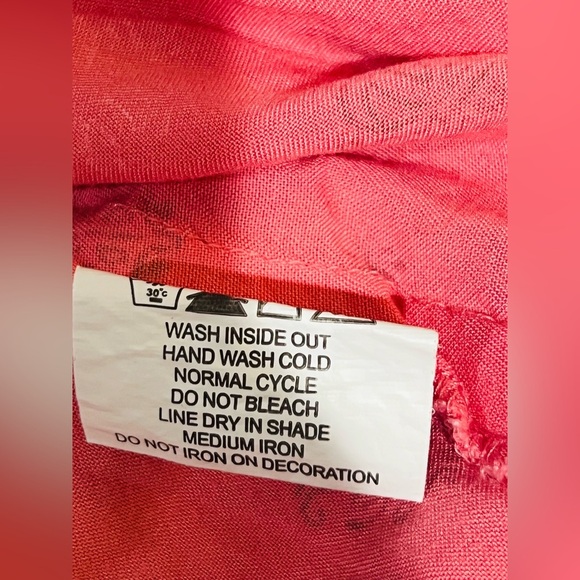 30°C
WASH INSIDE OUT
HAND WASH COLD
NORMAL CYCLE
DO NOT BLEACH
LINE DRY IN SHADE
MEDIUM IRON
DO NOT IRON ON DECORATION